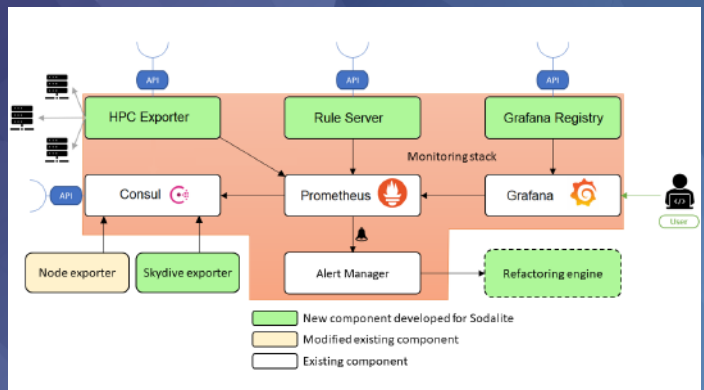 API
API
API
HPC Exporter
Rule Server
Grafana Registry
Monitoring stack
API
Consul
Prometheus
Grafana
User
Node exporter
Skydive exporter
Alert Manager
Refactoring engine
New component developed for Sodalite
Modified existing component
Existing component